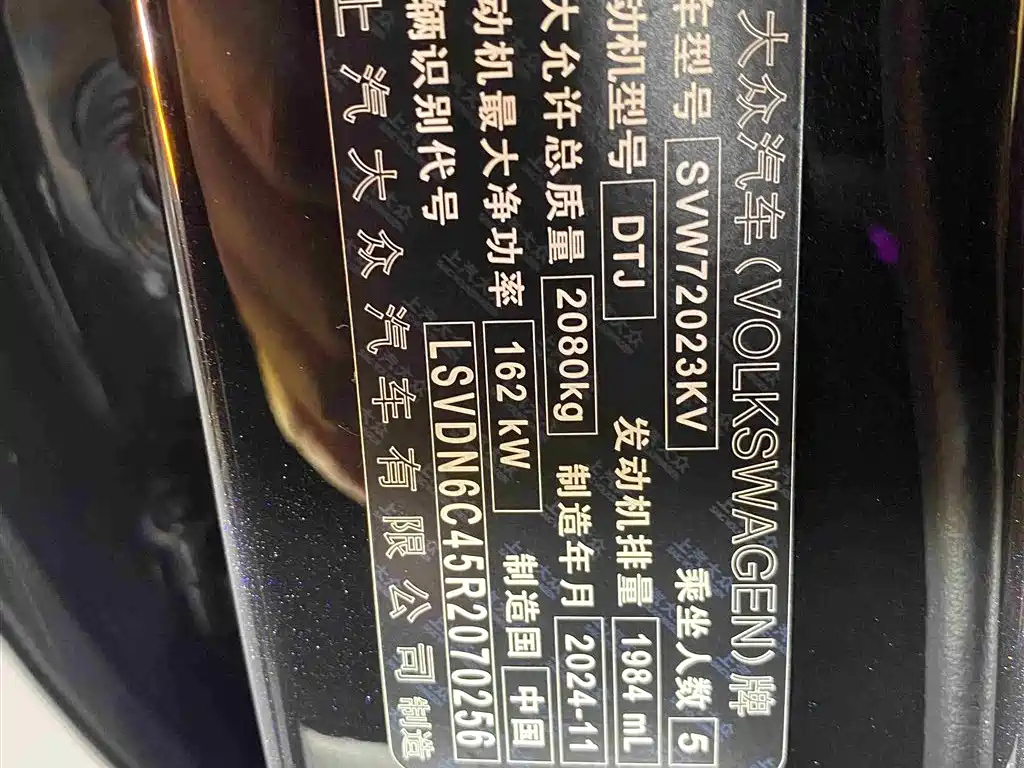 大众汽车(VOLKSWAGEN)牌
车型号 SVW72023KV 乘坐人数 5
动机型号 DTJ 发动机排量 1984 mL
大允许总质量 2080kg 制造年月 2024-11
动机最大净功率 162 kW 制造国 中国
辆识别代号 LSVDN6C45R2070256
上汽大众汽车有限公司 制造